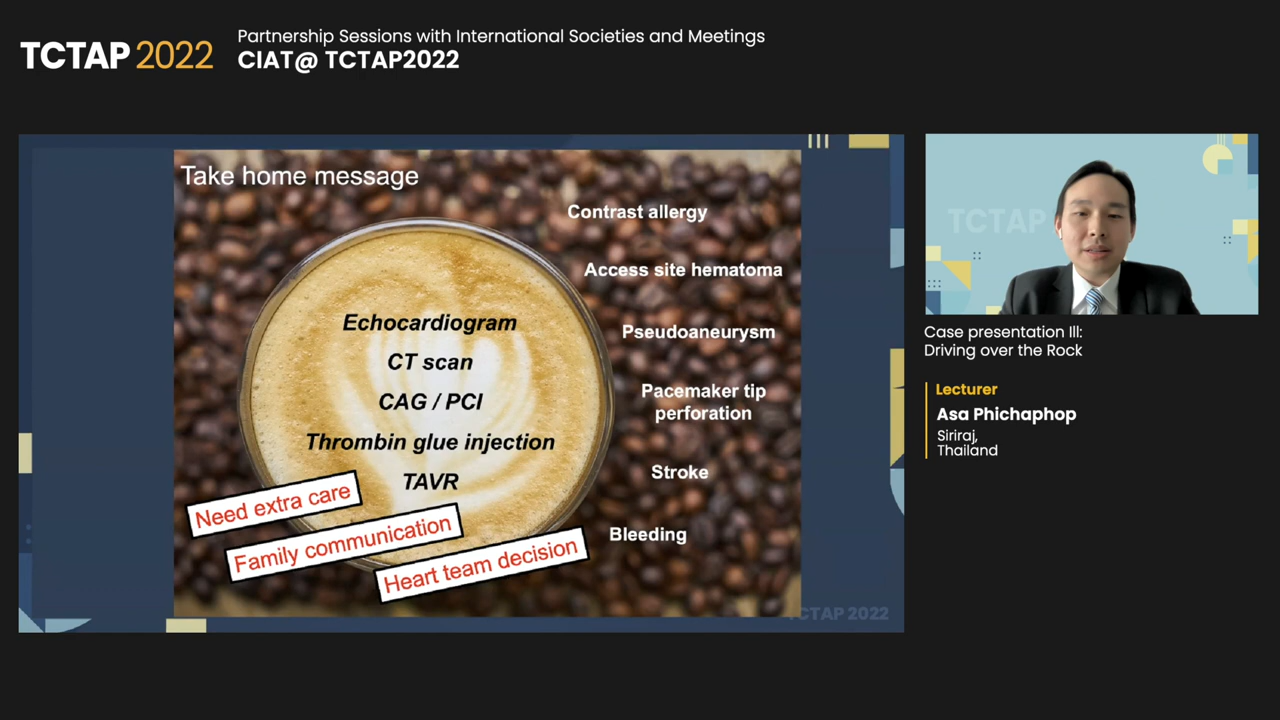 TCTAP 2022
Partnership Sessions with International Societies and Meetings
CIAT@ TCTAP2022
Take home message
Contrast allergy
Access site hematoma
Pseudoaneurysm
Pacemaker tip
perforation
Stroke
Bleeding
Echocardiogram
CT scan
CAG / PCI
Thrombin glue injection
TAVR
Need extra care
Family communication
Heart team decision
TCTAP 2022
TCTAP
Case presentation III:
Driving over the Rock
Lecturer
Asa Phichaphop
Siriraj,
Thailand